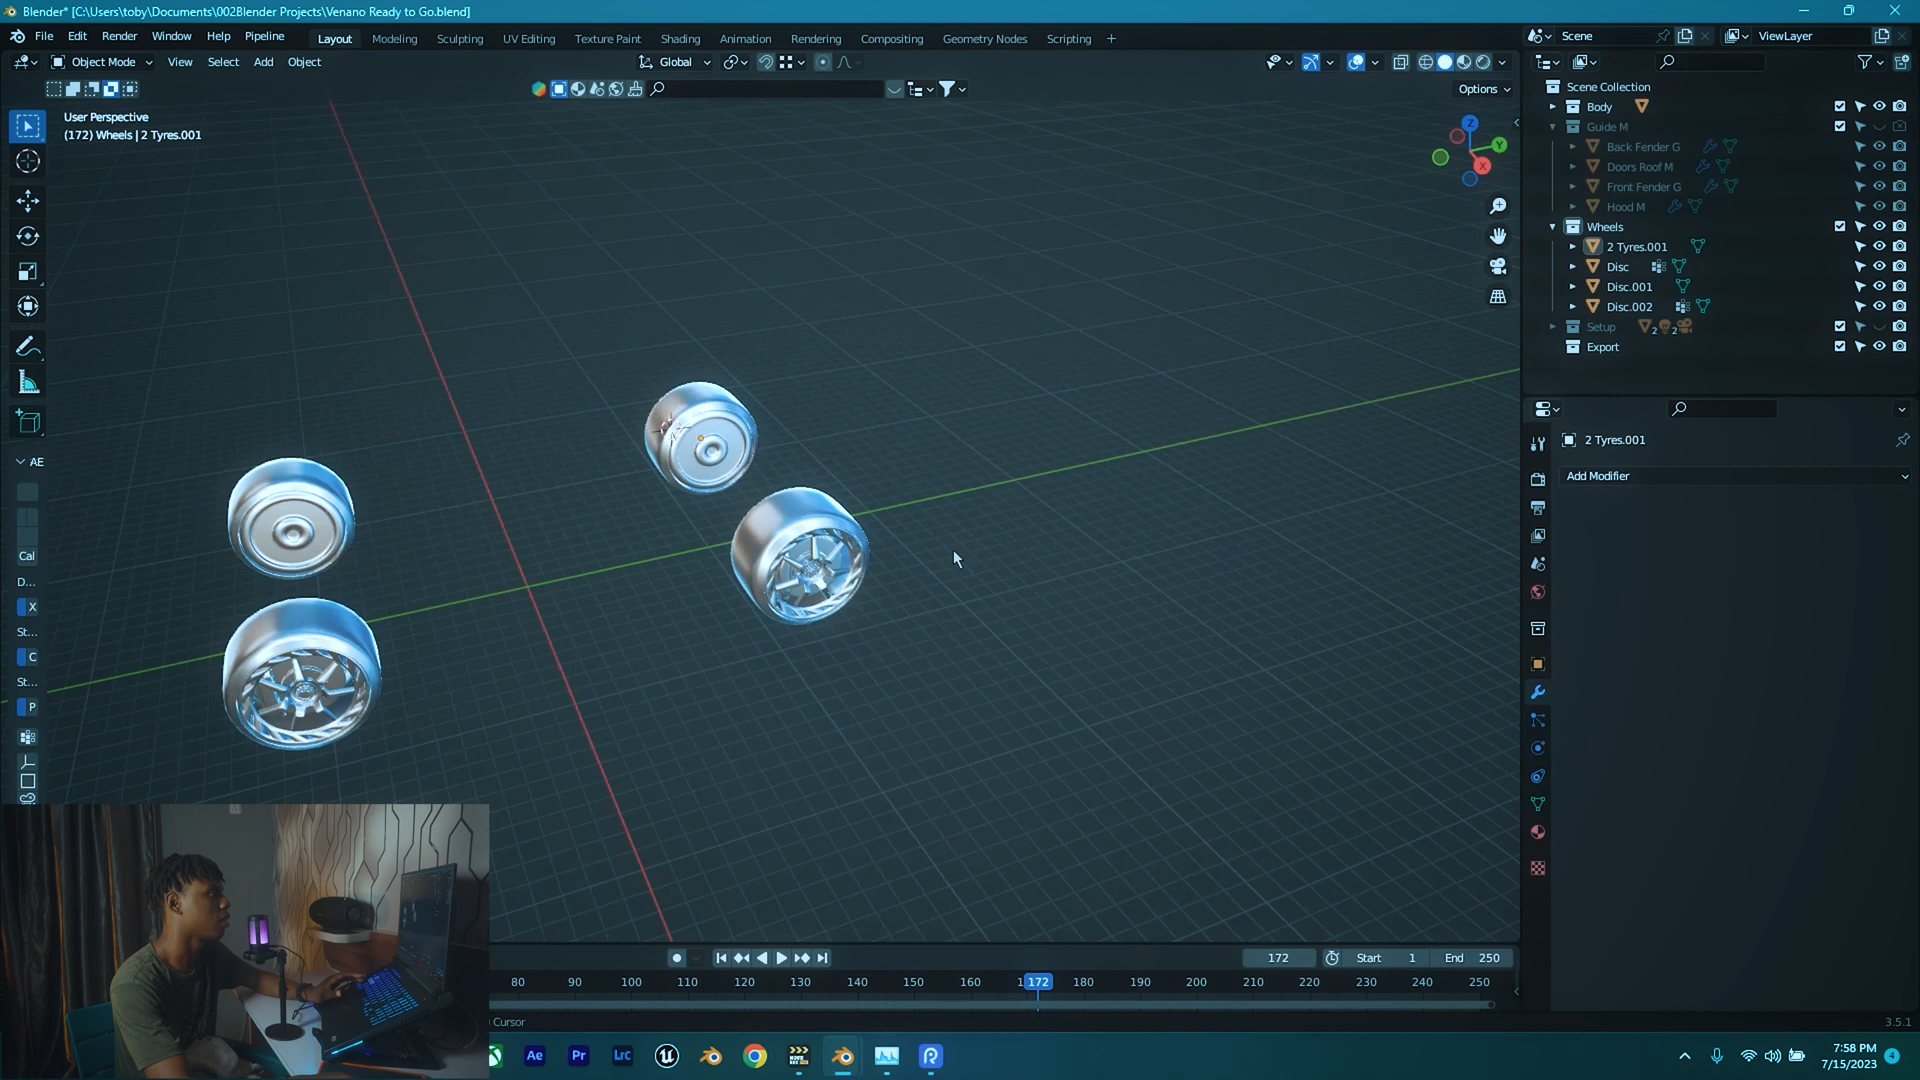 Blender* [C:\Users\toby\Documents\002Blender Projects\Venano Ready to Go.blend]
File Edit Render Window Help Pipeline
Layout Modeling Sculpting UV Editing Texture Paint Shading Animation Rendering Compositing Geometry Nodes Scripting +
Scene
ViewLayer
Object Mode View Select Add Object
Global
Options
User Perspective
(172) Wheels | 2 Tyres.001
Z
Y
X
Scene Collection
Body
Guide M
Back Fender G
Doors Roof M
Front Fender G
Hood M
Wheels
2 Tyres.001
Disc
Disc.001
Disc.002
Setup 2 2
Export
2 Tyres.001
Add Modifier
AE
Cal
D...
X
St...
C
St...
P
172 Start 1 End 250
80 90 100 110 120 130 140 150 160 172 180 190 200 210 220 230 240 250
Cursor
3.5.1
Ae Pr LrC
7:58 PM
7/15/2023
4